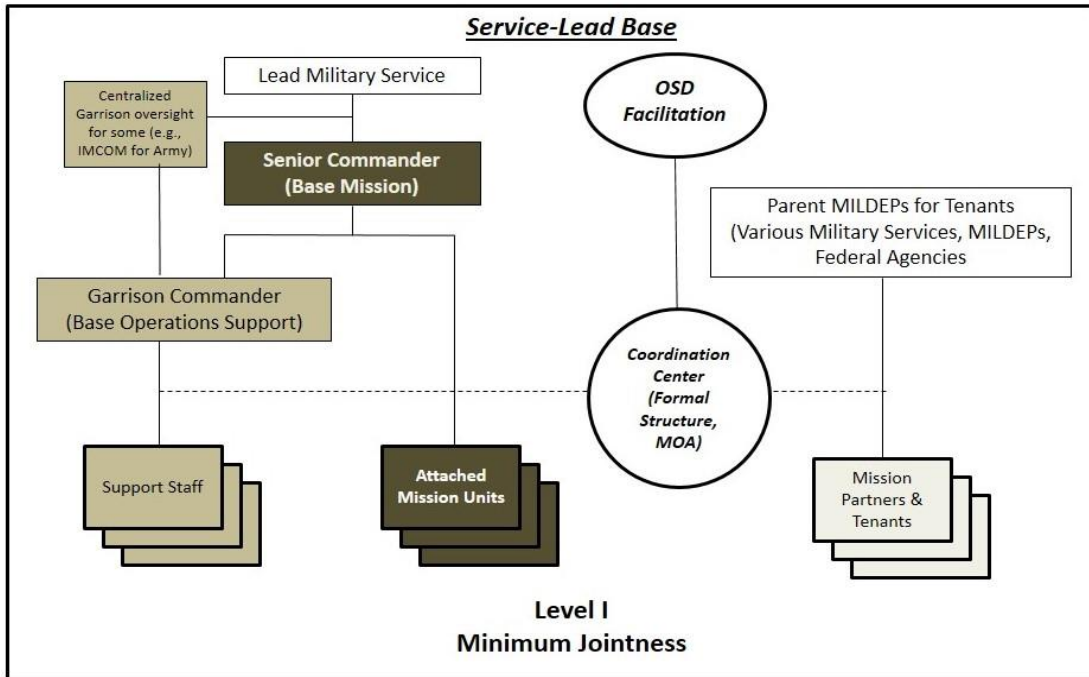 Service-Lead Base
Lead Military Service
Centralized
Garrison oversight
for some (e.g.,
IMCOM for Army)
OSD
Facilitation
Senior Commander
(Base Mission)
Parent MILDEPs for Tenants
(Various Military Services, MILDEPs,
Federal Agencies
Garrison Commander
(Base Operations Support)
Coordination
Center
(Formal
Structure,
MOA)
Support Staff
Attached
Mission Units
Mission
Partners &
Tenants
Level I
Minimum Jointness